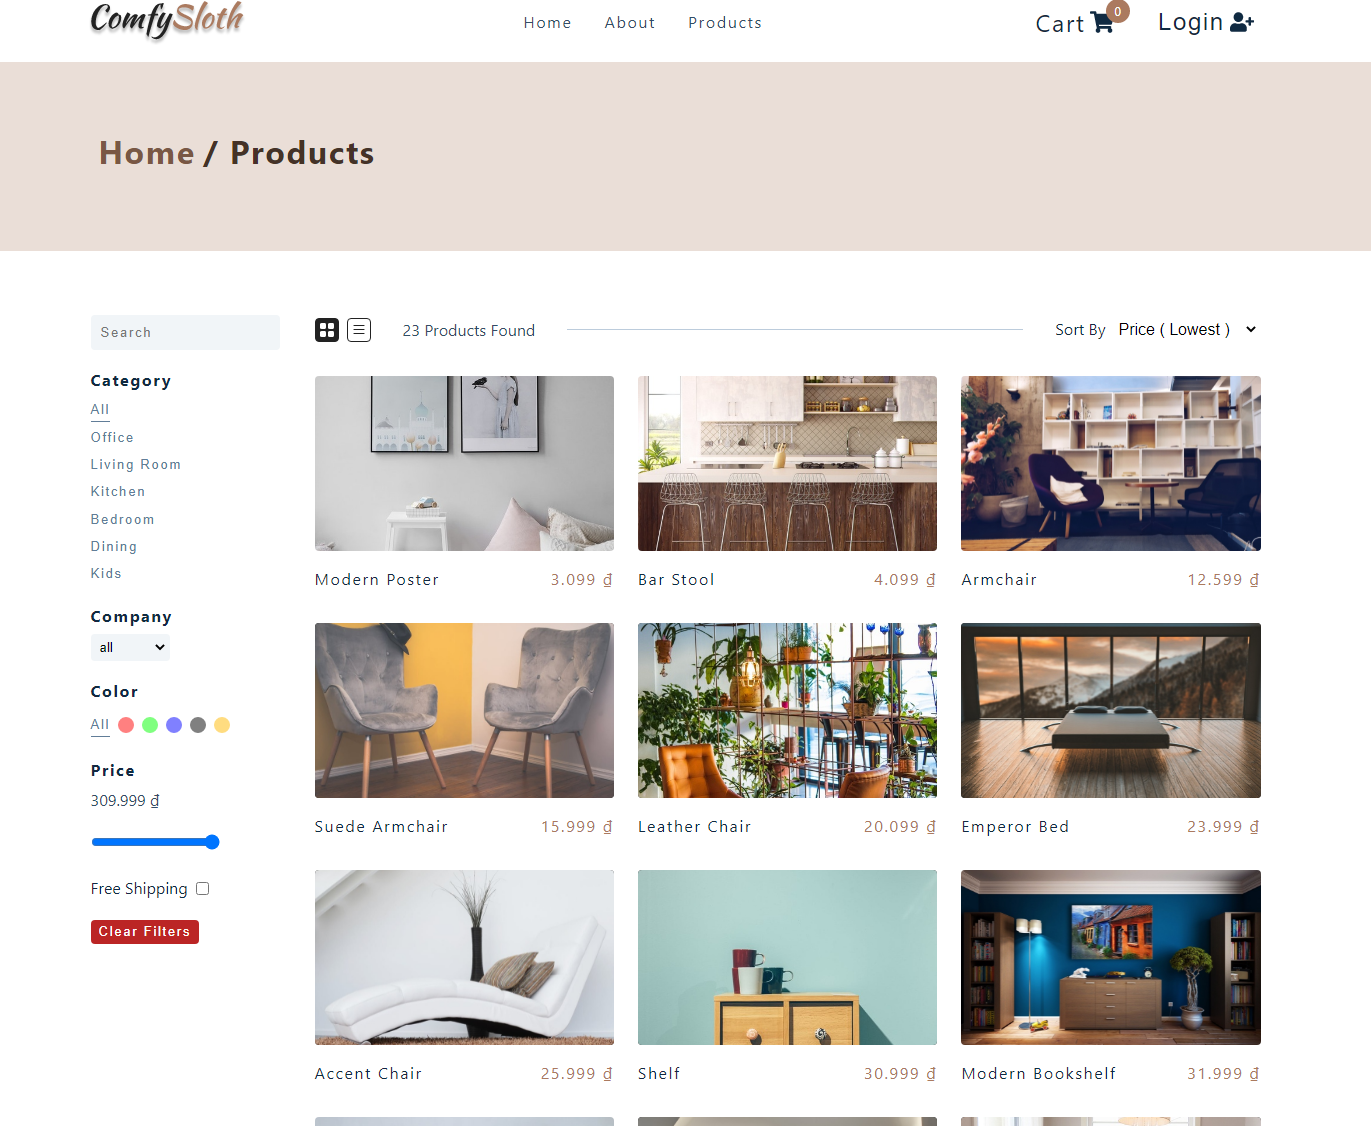 ComfySloth
Home About Products
Cart 0 Login
Home / Products
Search
23 Products Found
Sort By Price ( Lowest )
Category
All
Office
Living Room
Kitchen
Bedroom
Dining
Kids
Company
all
Color
All
Price
309.999 ₫
Free Shipping
Clear Filters
Modern Poster 3.099 ₫
Bar Stool 4.099 ₫
Armchair 12.599 ₫
Suede Armchair 15.999 ₫
Leather Chair 20.099 ₫
Emperor Bed 23.999 ₫
Accent Chair 25.999 ₫
Shelf 30.999 ₫
Modern Bookshelf 31.999 ₫